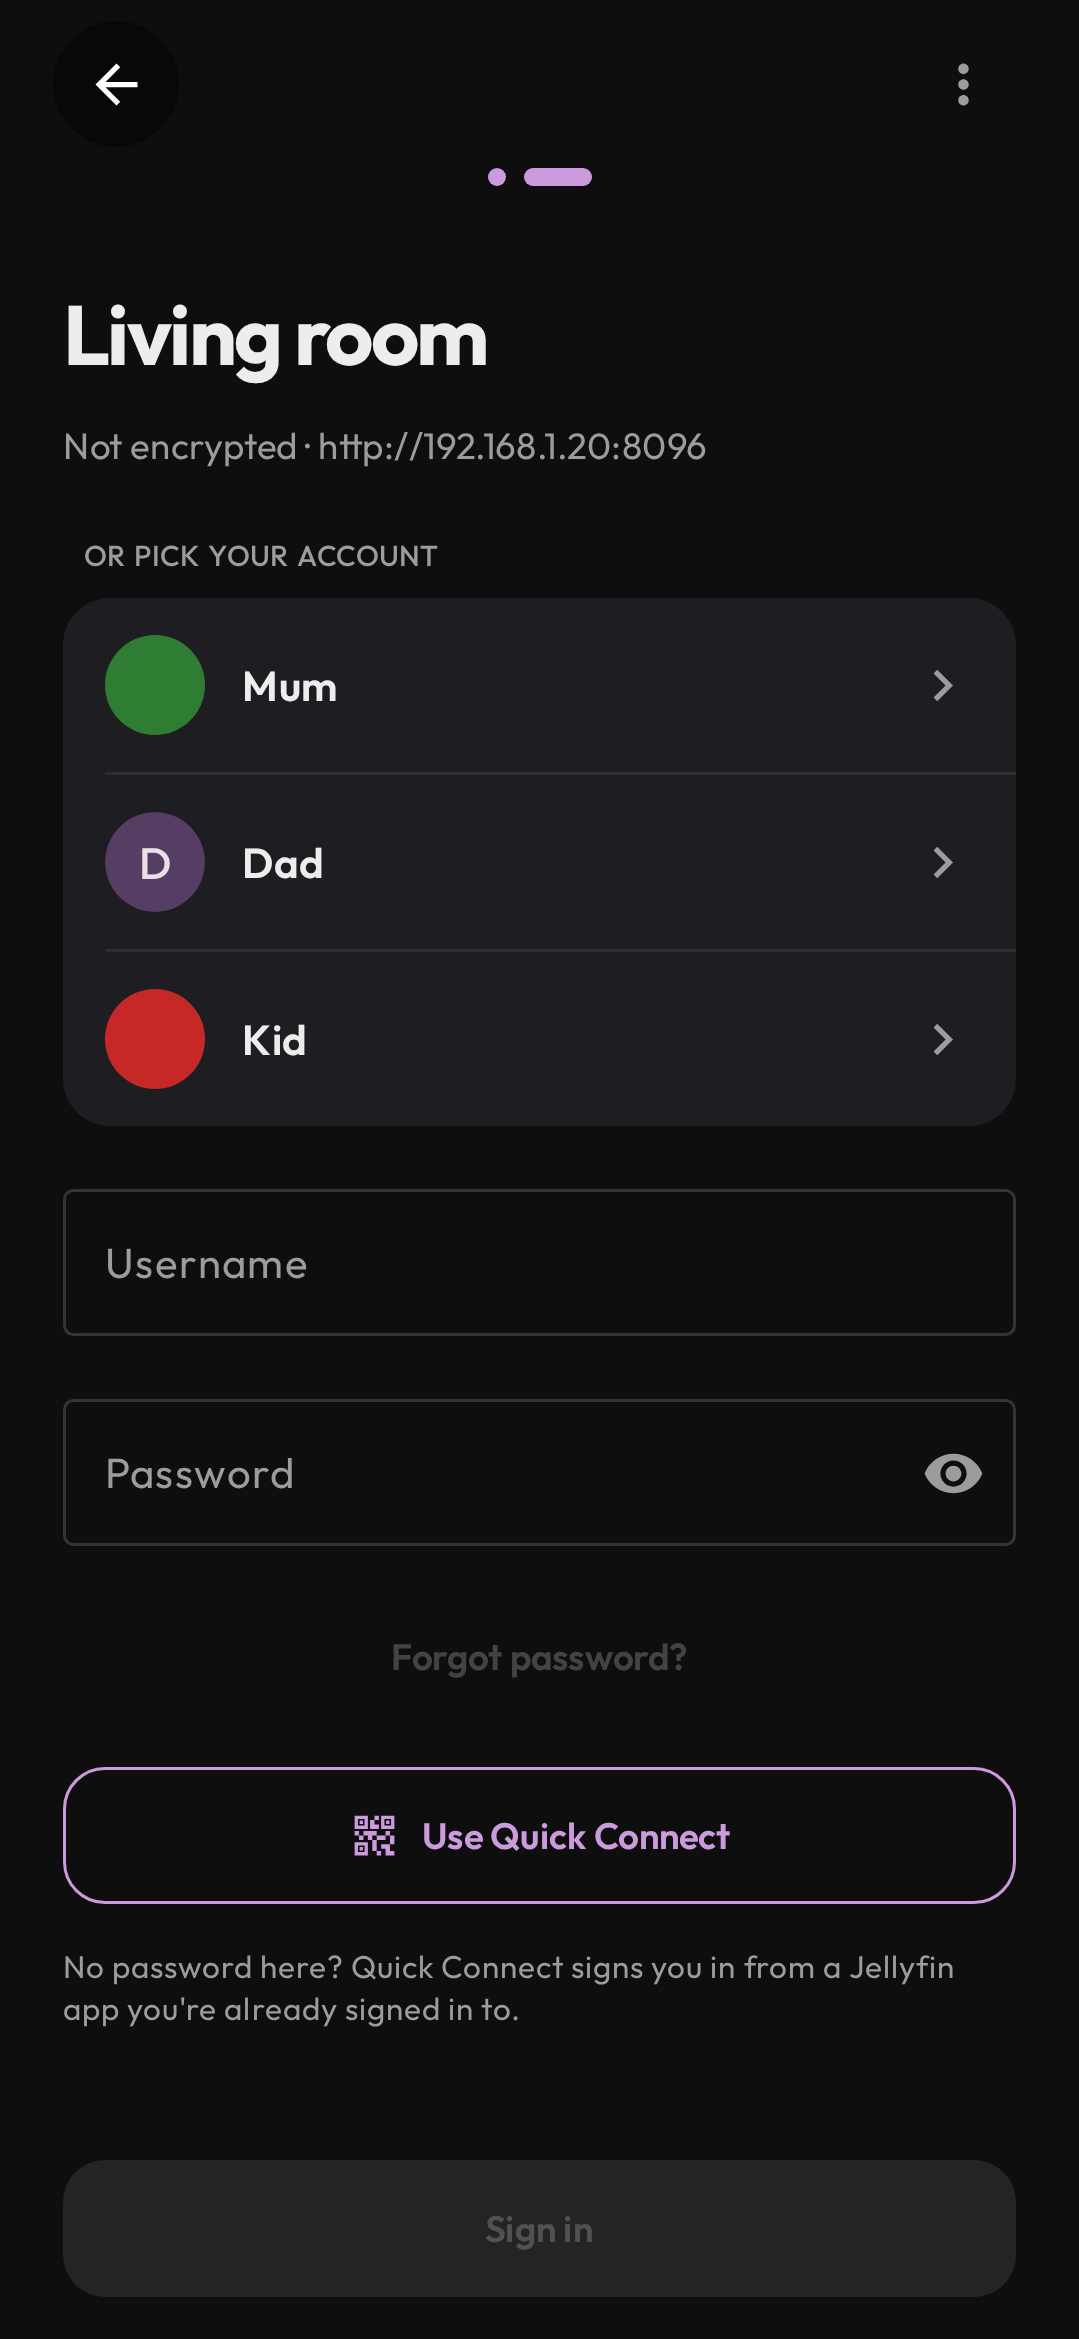 Living room
Not encrypted · http://192.168.1.20:8096
OR PICK YOUR ACCOUNT
Mum
D
Dad
Kid
Username
Password
Forgot password?
Use Quick Connect
No password here? Quick Connect signs you in from a Jellyfin
app you're already signed in to.
Sign in